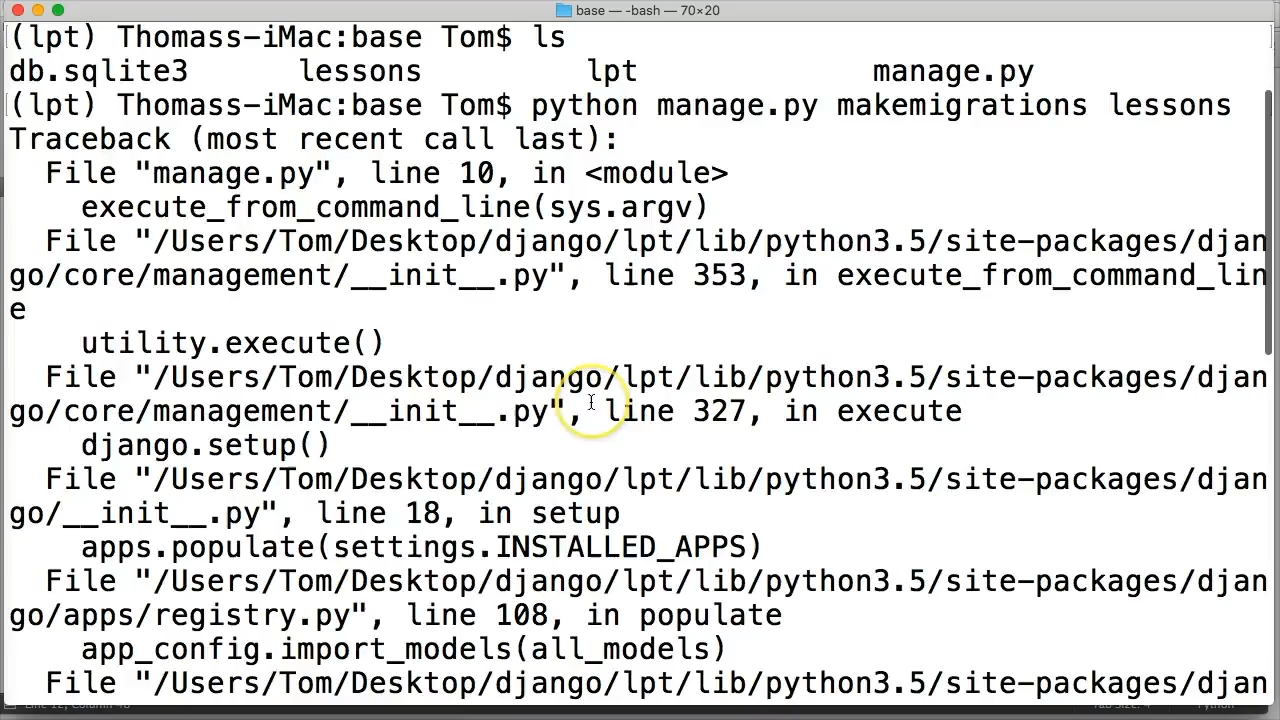 base — -bash — 70×20
(lpt) Thomass-iMac:base Tom$ ls
db.sqlite3 lessons lpt manage.py
(lpt) Thomass-iMac:base Tom$ python manage.py makemigrations lessons
Traceback (most recent call last):
File "manage.py", line 10, in <module>
execute_from_command_line(sys.argv)
File "/Users/Tom/Desktop/django/lpt/lib/python3.5/site-packages/djan
go/core/management/__init__.py", line 353, in execute_from_command_lin
e
utility.execute()
File "/Users/Tom/Desktop/django/lpt/lib/python3.5/site-packages/djan
go/core/management/__init__.py", line 327, in execute
django.setup()
File "/Users/Tom/Desktop/django/lpt/lib/python3.5/site-packages/djan
go/__init__.py", line 18, in setup
apps.populate(settings.INSTALLED_APPS)
File "/Users/Tom/Desktop/django/lpt/lib/python3.5/site-packages/djan
go/apps/registry.py", line 108, in populate
app_config.import_models(all_models)
File "/Users/Tom/Desktop/django/lpt/lib/python3.5/site-packages/djan